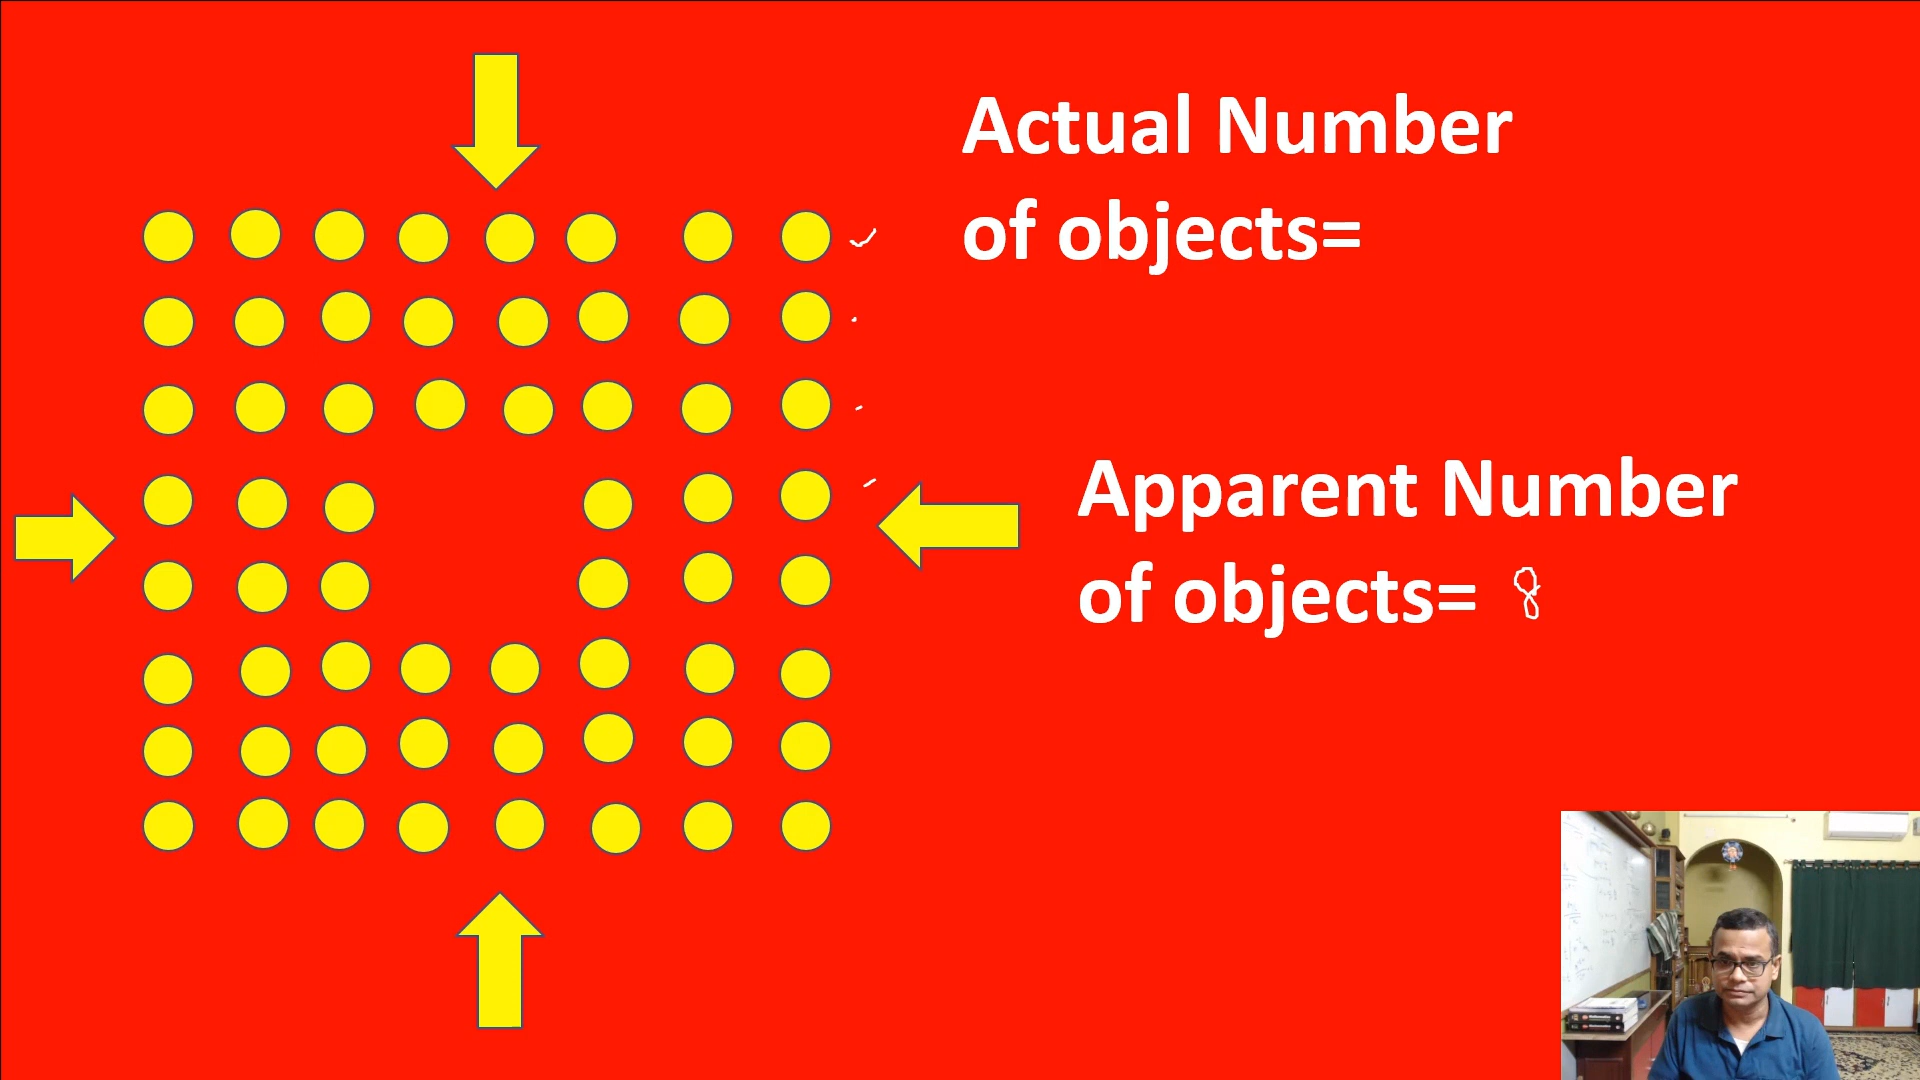 Actual Number
of objects=
Apparent Number
of objects= 8